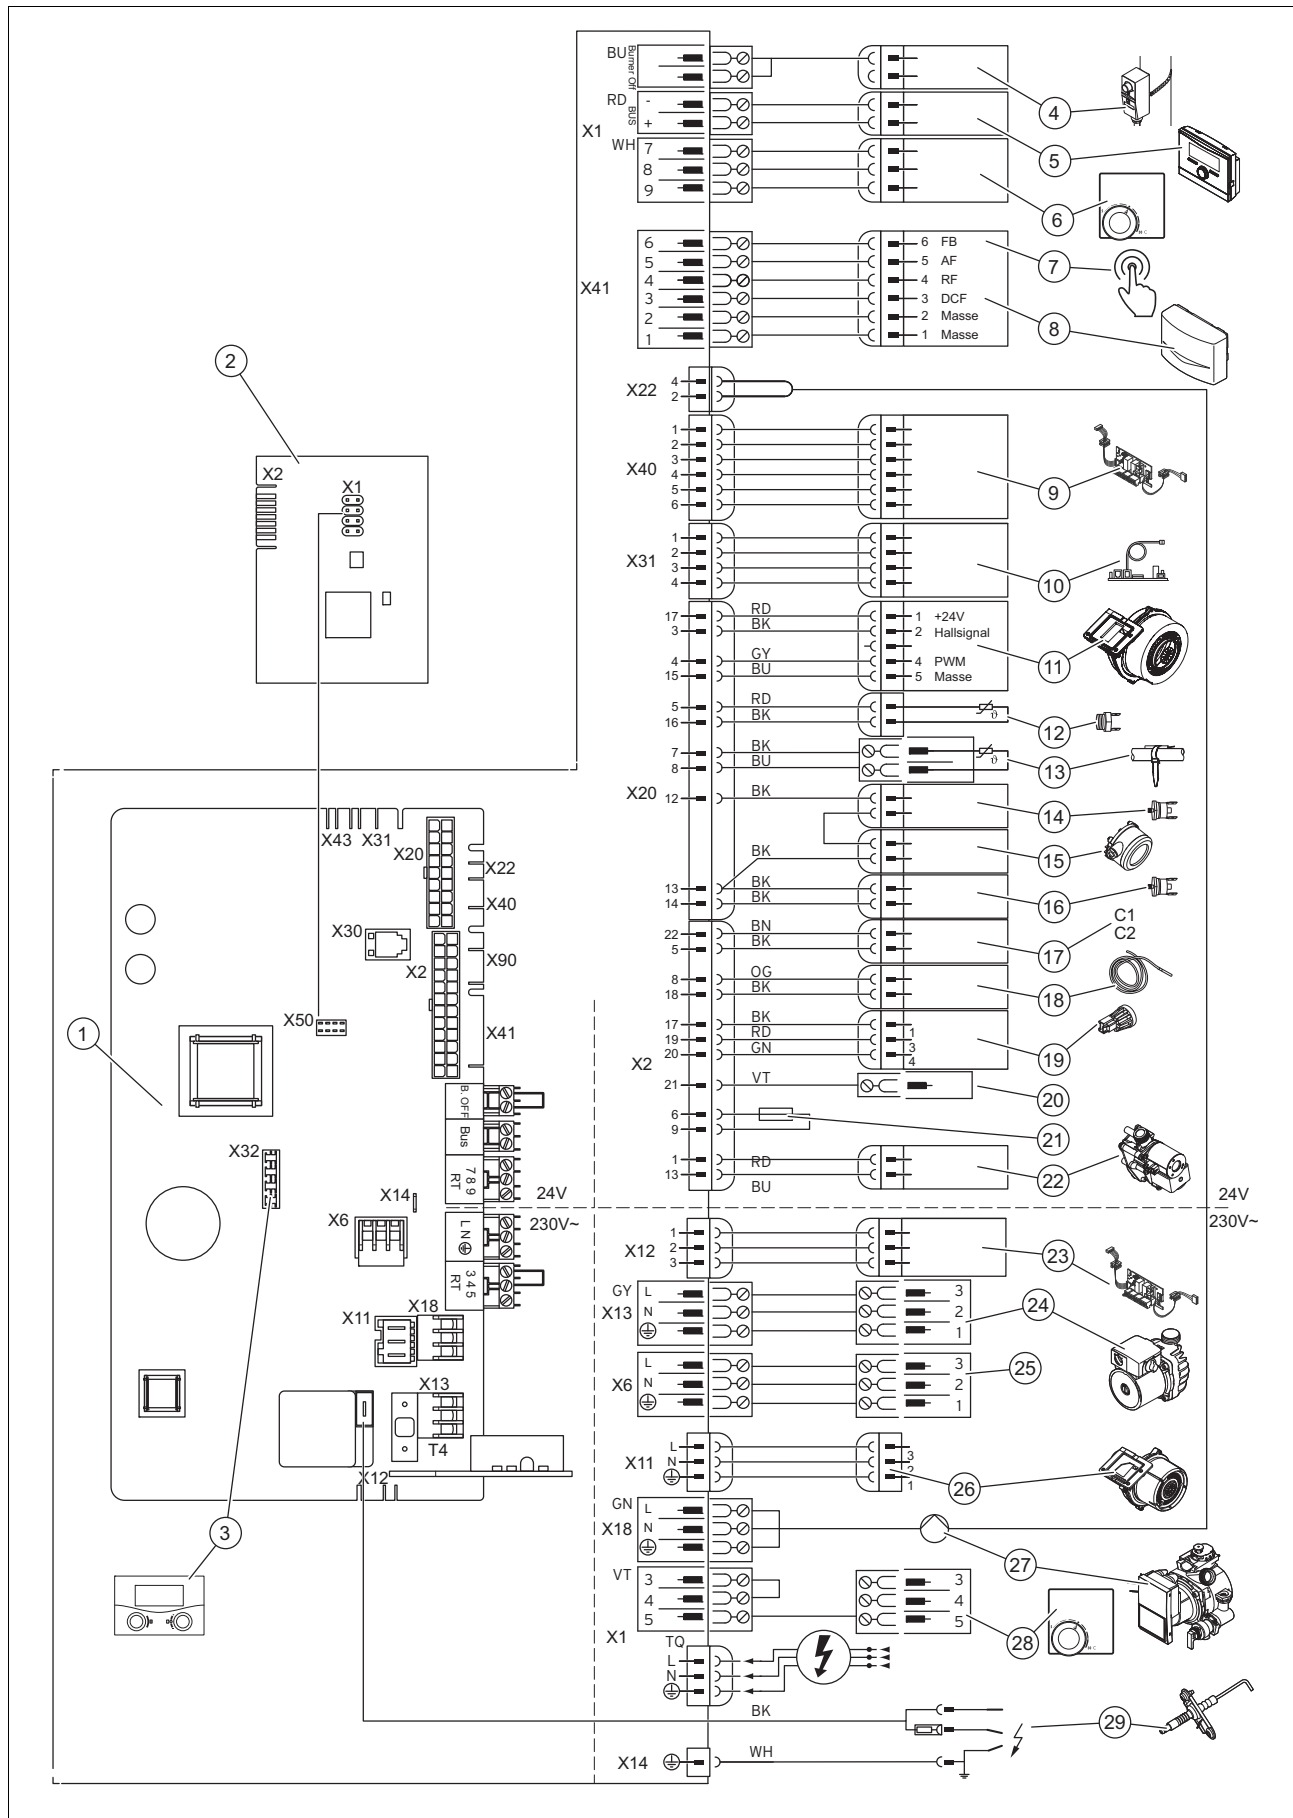 BU
Burner Off
RD
BUS
-
+
X1
WH
7
8
9
4
5
6
X41
6
5
4
3
2
1
6 FB
5 AF
4 RF
3 DCF
2 Masse
1 Masse
7
8
2
X22
4
2
X2
X1
X40
1
2
3
4
5
6
9
X31
1
2
3
4
10
17
3
4
15
RD
BK
GY
BU
1 +24V
2 Hallsignal
4 PWM
5 Masse
11
5
16
RD
BK
ϑ
12
7
8
BK
BU
ϑ
13
X20
12
BK
14
BK
15
13
14
BK
BK
16
22
5
BN
BK
17
C1
C2
8
18
OG
BK
18
17
19
20
BK
RD
GN
1
3
4
19
X2
21
VT
20
6
9
21
1
13
RD
BU
22
24V
230V~
X43
X31
X20
X22
X40
X30
X2
X90
X50
X41
1
B. OFF
Bus
7 8 9
RT
24V
230V~
X32
X14
X6
L N
3 4 5
RT
X11
X18
X13
T4
X12
3
X12
1
2
3
23
GY
X13
L
N
3
2
1
24
X6
L
N
3
2
1
25
X11
L
N
3
2
1
26
GN
X18
L
N
27
VT
3
4
5
3
4
5
28
X1
TQ
L
N
BK
29
X14
WH